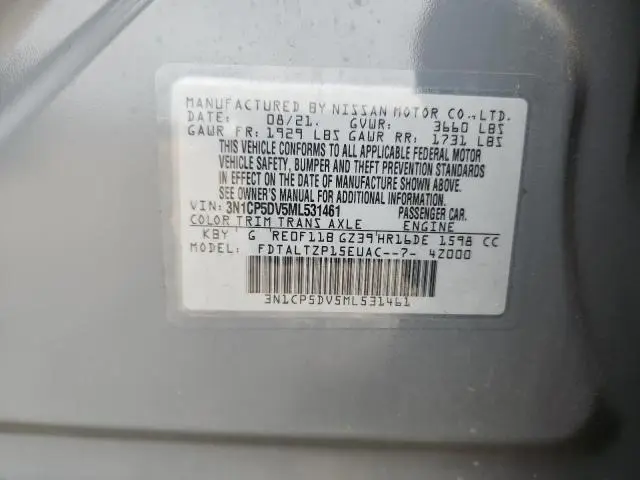 MANUFACTURED BY NISSAN MOTOR CO.,LTD.
DATE: 08/21. GVWR: 3660 LBS
GAWR FR: 1929 LBS GAWR RR: 1731 LBS
THIS VEHICLE CONFORMS TO ALL APPLICABLE FEDERAL MOTOR
VEHICLE SAFETY, BUMPER AND THEFT PREVENTION STANDARDS
IN EFFECT ON THE DATE OF MANUFACTURE SHOWN ABOVE.
SEE OWNER'S MANUAL FOR ADDITIONAL INFORMATION.
VIN: 3N1CP5DV5ML531461 PASSENGER CAR.
COLOR TRIM TRANS AXLE ENGINE
KBY G RE0F11B GZ39 HR16DE 1598 CC
MODEL: FDTALTZP15EUAC--7- 4Z000
3N1CP5DV5ML531461